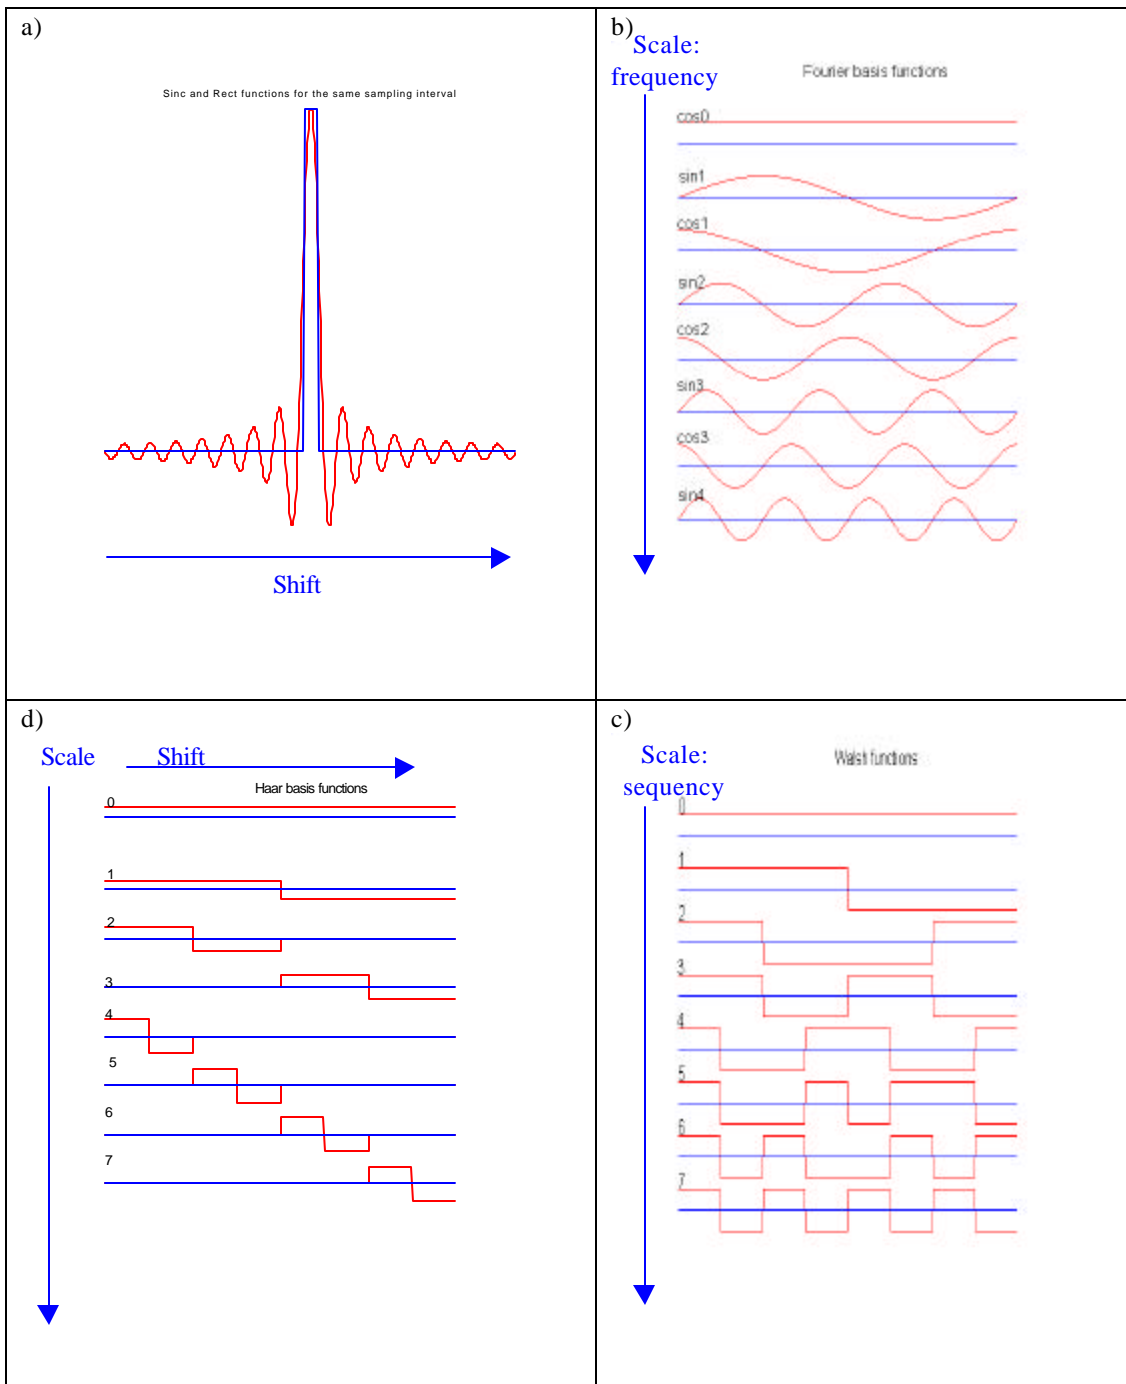 a)
Sinc and Rect functions for the same sampling interval
Shift
b)
Scale:
frequency
Fourier basis functions
cos0
sin1
cos1
sin2
cos2
sin3
cos3
sin4
d)
Scale
Shift
Haar basis functions
0
1
2
3
4
5
6
7
c)
Scale:
sequency
Walsh functions
0
1
2
3
4
5
6
7